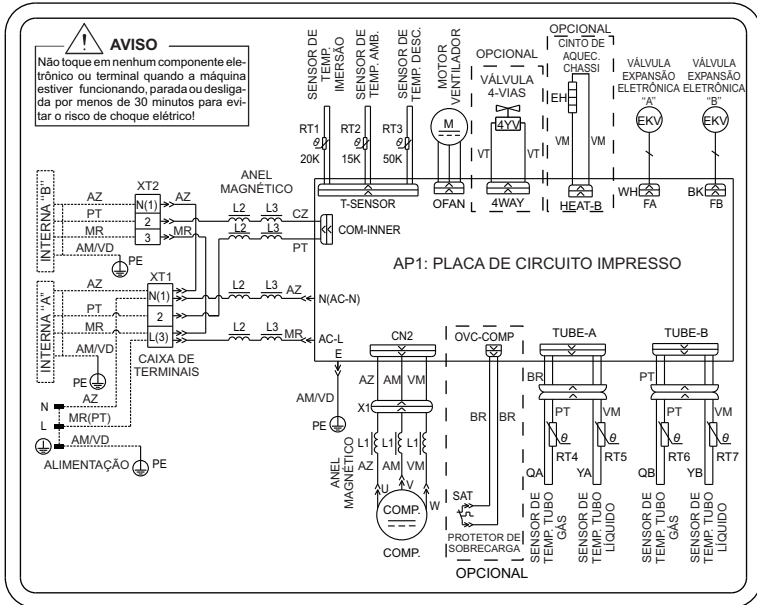 AVISO
Não toque em nenhum componente ele-
trônico ou terminal quando a máquina
estiver funcionando, parada ou desliga-
da por menos de 30 minutos para evi-
tar o risco de choque elétrico!
SENSOR DE
TEMP.
IMERSÃO
SENSOR DE
TEMP. AMB.
SENSOR DE
TEMP. DESC.
MOTOR
VENTILADOR
OPCIONAL
VÁLVULA
4-VIAS
4YV
VT
VT
OPCIONAL
CINTO DE
AQUEC.
CHASSI
EH
VM
VM
VÁLVULA
EXPANSÃO
ELETRÔNICA
"A"
EKV
VÁLVULA
EXPANSÃO
ELETRÔNICA
"B"
EKV
RT1
RT2
RT3
θ
θ
θ
20K
15K
50K
M
T-SENSOR
OFAN
4WAY
HEAT-B
WH
FA
BK
FB
INTERNA "B"
AZ
PT
MR
AM/VD
PE
XT2
N(1)
2
3
AZ
MR
ANEL
MAGNÉTICO
L2
L3
CZ
L2
L3
PT
COM-INNER
AP1: PLACA DE CIRCUITO IMPRESSO
INTERNA "A"
AZ
PT
MR
AM/VD
PE
XT1
N(1)
2
L(3)
CAIXA DE
TERMINAIS
L2
L3
AZ
N(AC-N)
L2
L3
MR
AC-L
E
AM/VD
PE
N
AZ
L
MR(PT)
AM/VD
ALIMENTAÇÃO
PE
CN2
AZ
AM
VM
X1
L1
L1
L1
AZ
AM
VM
ANEL
MAGNÉTICO
U
V
W
COMP.
COMP.
OVC-COMP
BR
BR
SAT
PROTETOR DE
SOBRECARGA
OPCIONAL
TUBE-A
BR
PT
VM
θ
RT4
θ
RT5
QA
YA
SENSOR DE
TEMP. TUBO
GÁS
SENSOR DE
TEMP. TUBO
LÍQUIDO
TUBE-B
PT
PT
VM
θ
RT6
θ
RT7
QB
YB
SENSOR DE
TEMP. TUBO
GÁS
SENSOR DE
TEMP. TUBO
LÍQUIDO